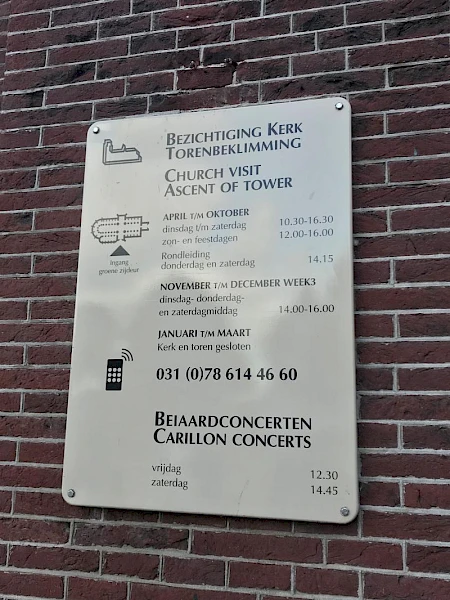 BEZICHTIGING KERK
TORENBEKLIMMING
CHURCH VISIT
ASCENT OF TOWER
APRIL T/M OKTOBER
dinsdag t/m zaterdag 10.30-16.30
zon- en feestdagen 12.00-16.00
Rondleiding
donderdag en zaterdag 14.15
Ingang
groene zijdeur
NOVEMBER T/M DECEMBER WEEK3
dinsdag- donderdag-
en zaterdagmiddag 14.00-16.00
JANUARI T/M MAART
Kerk en toren gesloten
031 (0)78 614 46 60
BEIAARDCONCERTEN
CARILLON CONCERTS
vrijdag 12.30
zaterdag 14.45